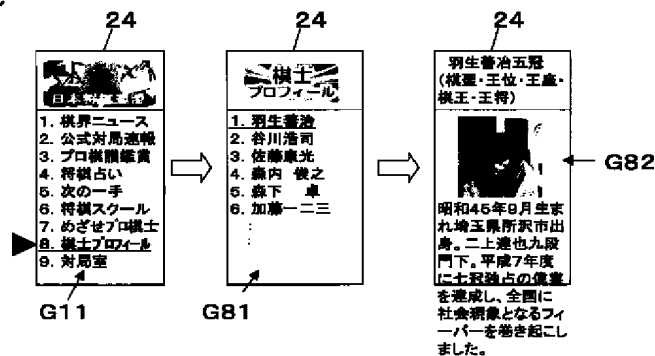 24
1. 棋界ニュース
2. 公式対局速報
3. プロ棋譜鑑賞
4. 将棋占い
5. 次の一手
6. 将棋スクール
7. めざせプロ棋士
8. 棋士プロフィール
9. 対局室
G11
24
棋士
プロフィール
1. 羽生善治
2. 谷川浩司
3. 佐藤康光
4. 森内 俊之
5. 森下 卓
6. 加藤一二三
G81
24
羽生善治五冠
(棋聖・王位・王座・
棋王・王将)
G82
昭和45年9月生ま
れ埼玉県所沢市出
身。二上達也九段
門下。平成7年度
に七冠独占の偉業
を達成し、全国に
社会現象となるフィ
ーバーを巻き起こし
ました。